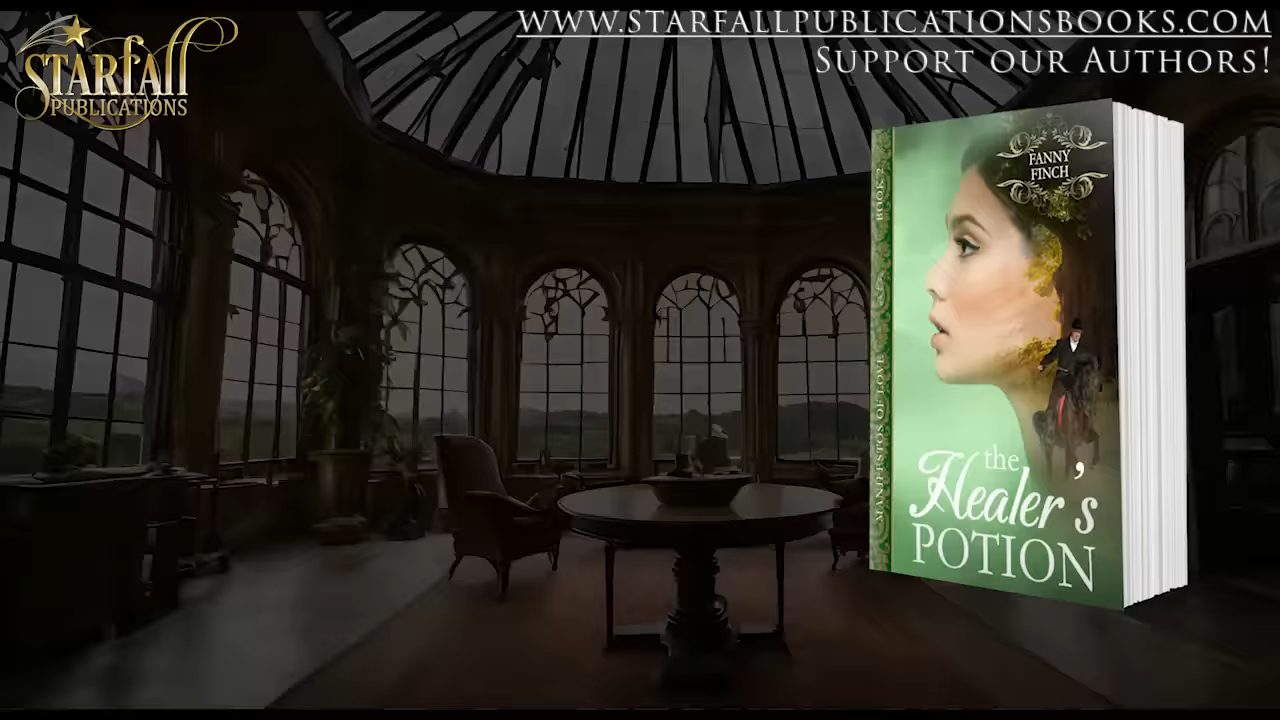 STARfAll
PUBLICATIONS
WWW.STARFALLPUBLICATIONSBOOKS.COM
SUPPORT OUR AUTHORS!
BOOK 2
MANIFESTOS OF LOVE
FANNY
FINCH
the
Healer's
POTION